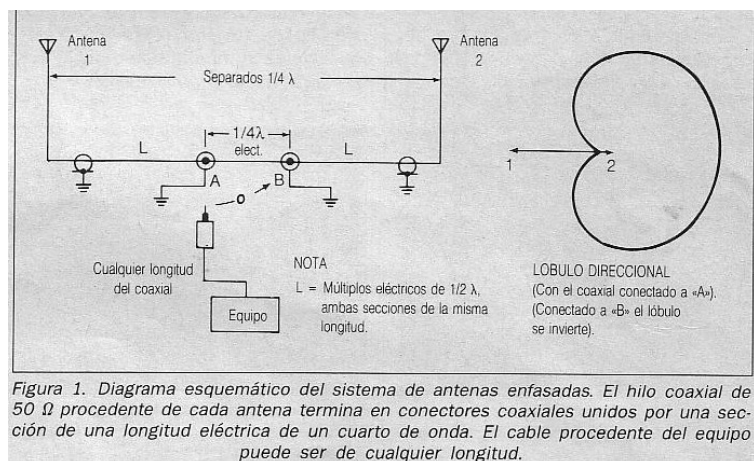 Antena
1
Antena
2
Separados 1/4 λ
L
1/4λ
elect.
L
A
B
o
1
2
Cualquier longitud
del coaxial
Equipo
NOTA
L = Múltiplos eléctricos de 1/2 λ,
ambas secciones de la misma
longitud.
LOBULO DIRECCIONAL
(Con el coaxial conectado a «A»).
(Conectado a «B» el lóbulo
se invierte).
Figura 1. Diagrama esquemático del sistema de antenas enfasadas. El hilo coaxial de
50 Ω procedente de cada antena termina en conectores coaxiales unidos por una sec-
ción de una longitud eléctrica de un cuarto de onda. El cable procedente del equipo
puede ser de cualquier longitud.